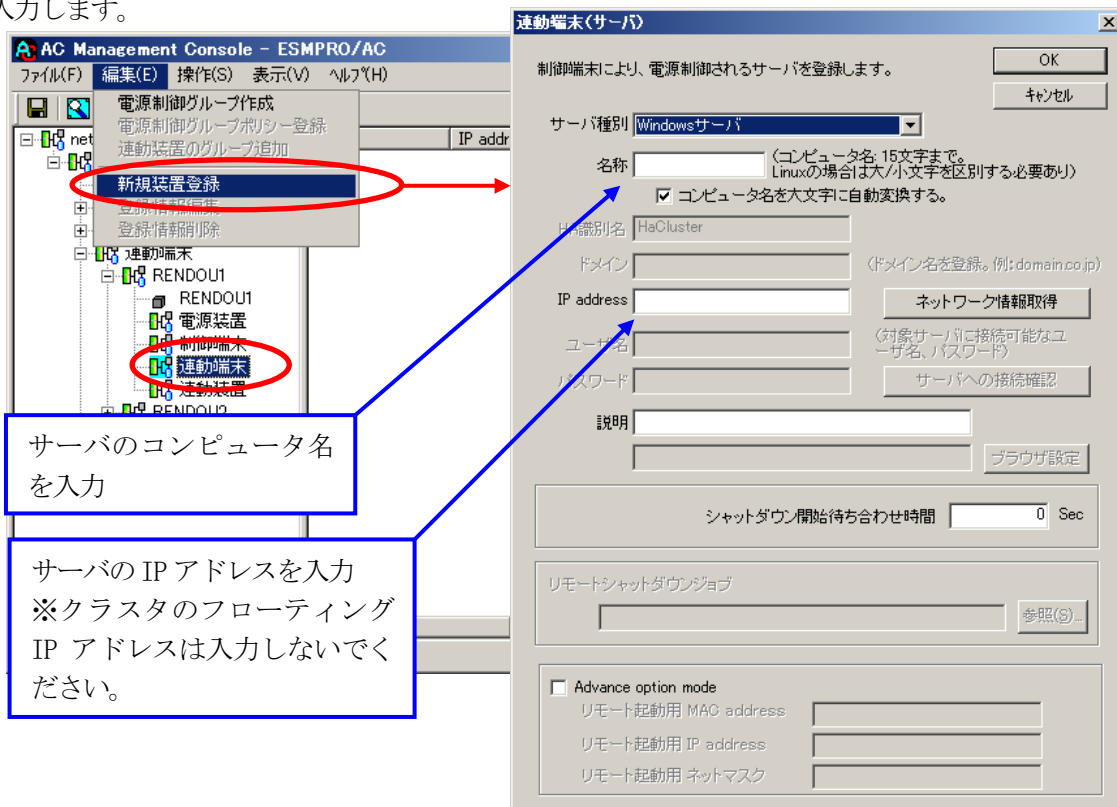 入力します。
AC Management Console - ESMPRO/AC
ファイル(F) 編集(E) 操作(S) 表示(V) ヘルプ(H)
電源制御グループ作成
電源制御グループポリシー登録
連動装置のグループ追加
新規装置登録
登録情報編集
登録情報削除
net
IP addr
連動端末
RENDOU1
RENDOU1
電源装置
制御端末
連動端末
連動装置
RENDOU2
サーバのコンピュータ名
を入力
サーバの IP アドレスを入力
※クラスタのフローティング
IP アドレスは入力しないでく
ださい。
連動端末(サーバ)
制御端末により、電源制御されるサーバを登録します。
OK
キャンセル
サーバ種別 Windowsサーバ
名称
(コンピュータ名: 15文字まで。
Linuxの場合は大/小文字を区別する必要あり)
コンピュータ名を大文字に自動変換する。
HA識別名 HaCluster
ドメイン
(ドメイン名を登録。例:domain.co.jp)
IP address
ネットワーク情報取得
ユーザ名
(対象サーバに接続可能なユ
ーザ名、パスワード)
パスワード
サーバへの接続確認
説明
ブラウザ設定
シャットダウン開始待ち合わせ時間 0 Sec
リモートシャットダウンジョブ
参照(S)...
Advance option mode
リモート起動用 MAC address
リモート起動用 IP address
リモート起動用 ネットマスク